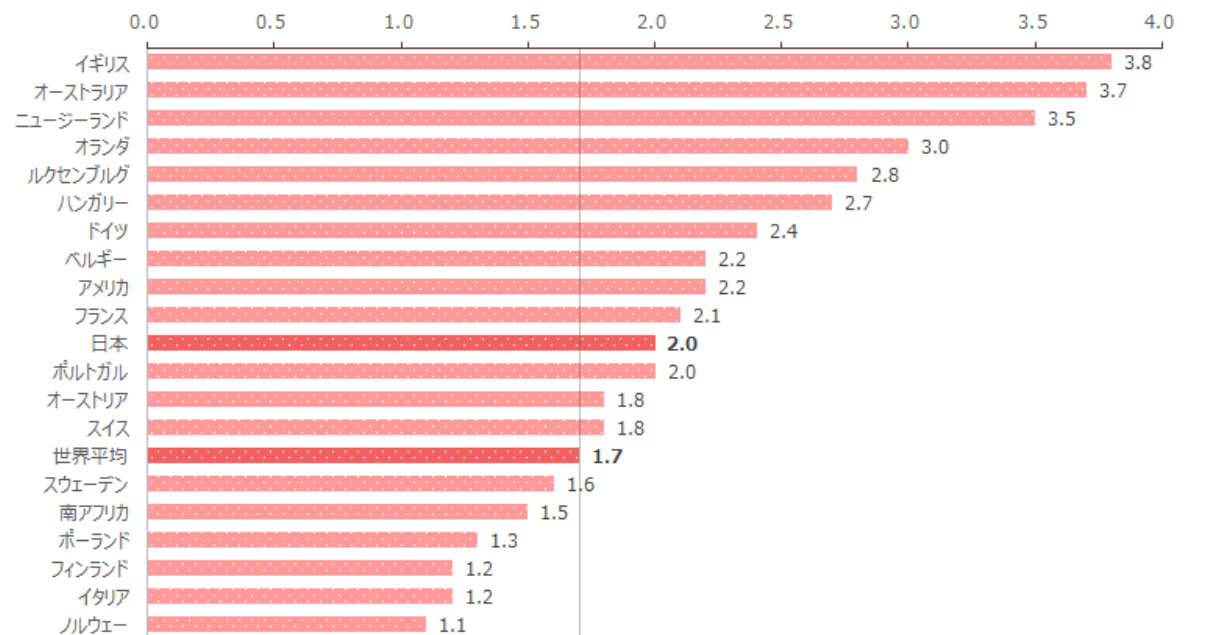 0.0 0.5 1.0 1.5 2.0 2.5 3.0 3.5 4.0
イギリス 3.8
オーストラリア 3.7
ニュージーランド 3.5
オランダ 3.0
ルクセンブルグ 2.8
ハンガリー 2.7
ドイツ 2.4
ベルギー 2.2
アメリカ 2.2
フランス 2.1
日本 2.0
ポルトガル 2.0
オーストリア 1.8
スイス 1.8
世界平均 1.7
スウェーデン 1.6
南アフリカ 1.5
ポーランド 1.3
フィンランド 1.2
イタリア 1.2
ノルウェー 1.1